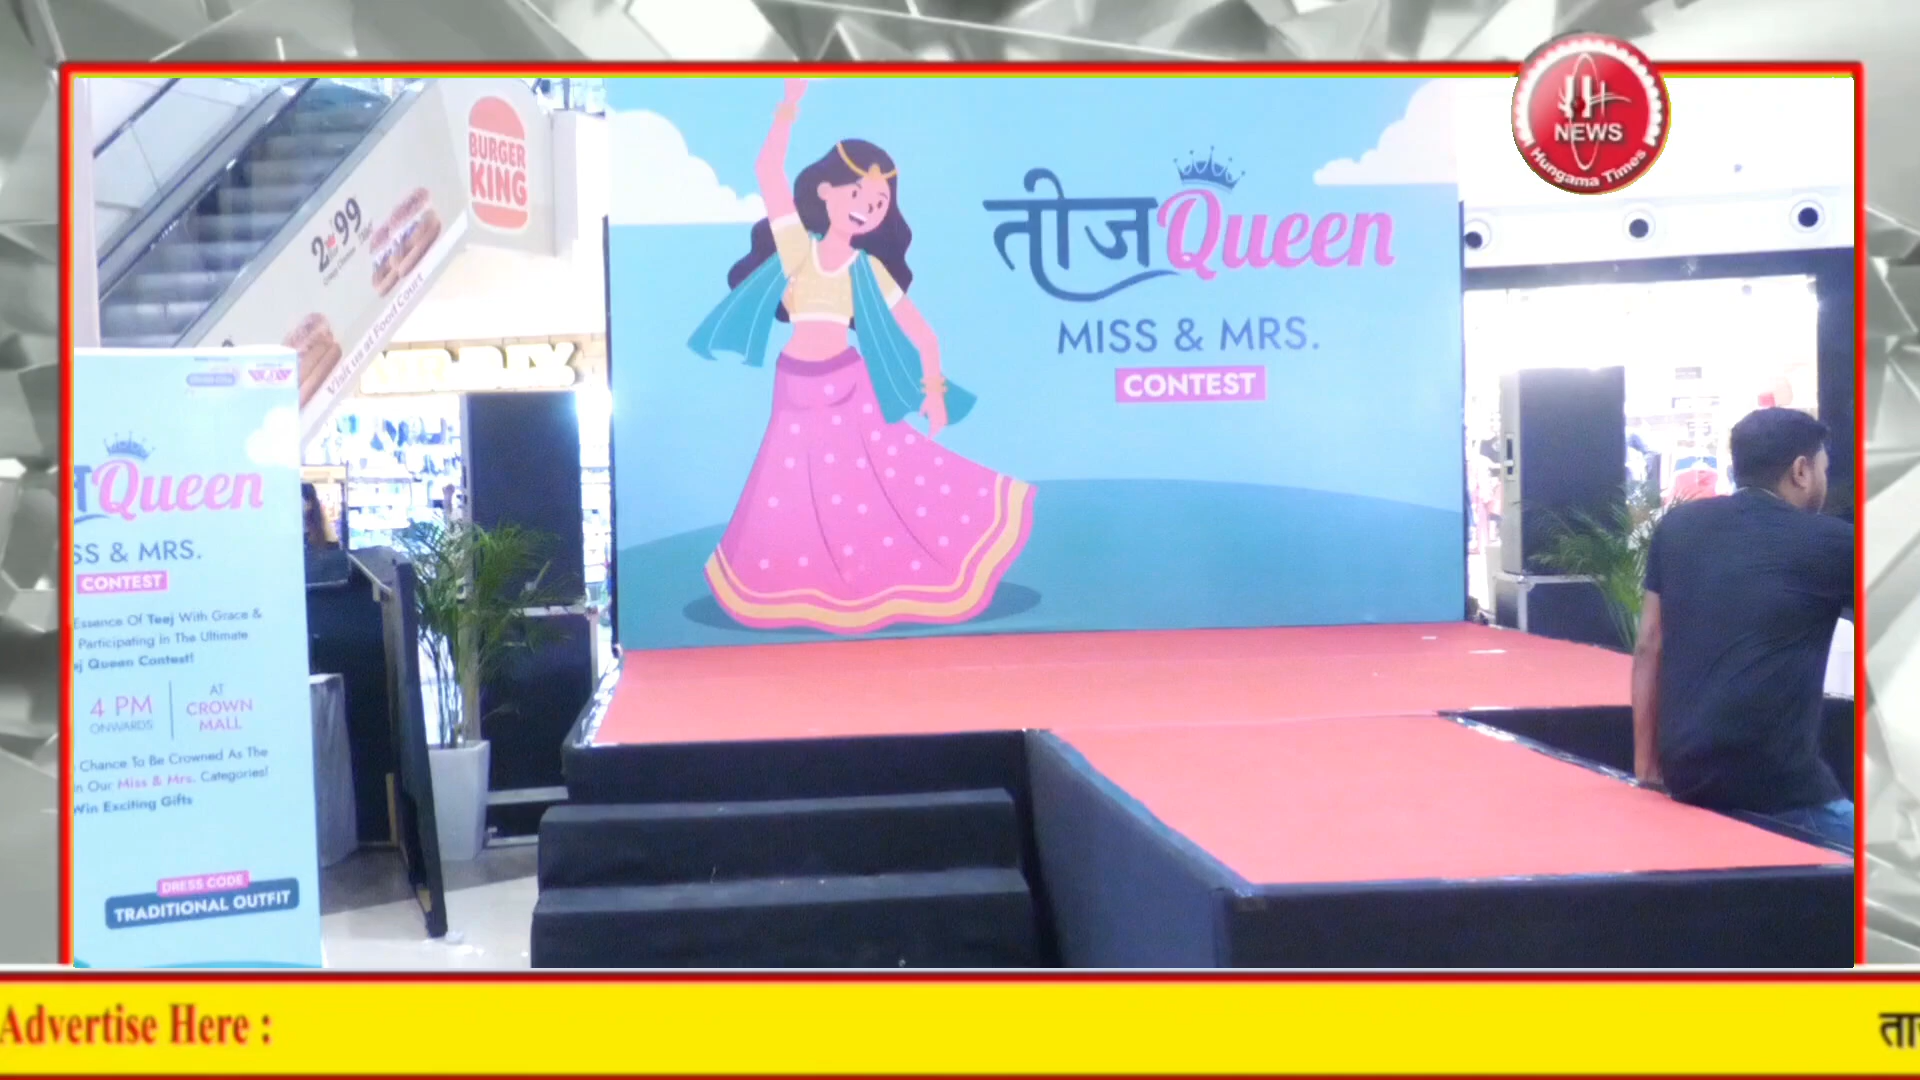 BURGER
KING
2 99
Visit us at Food Court
NEWS
Hungama Times
तीज Queen
MISS & MRS.
CONTEST
Queen
SS & MRS.
CONTEST
Essence Of Teej With Grace &
Participating In The Ultimate
Queen Contest!
4 PM
ONWARDS
AT
CROWN
MALL
Chance To Be Crowned As The
In Our Miss & Mrs. Categories!
Win Exciting Gifts
DRESS CODE
TRADITIONAL OUTFIT
Advertise Here :